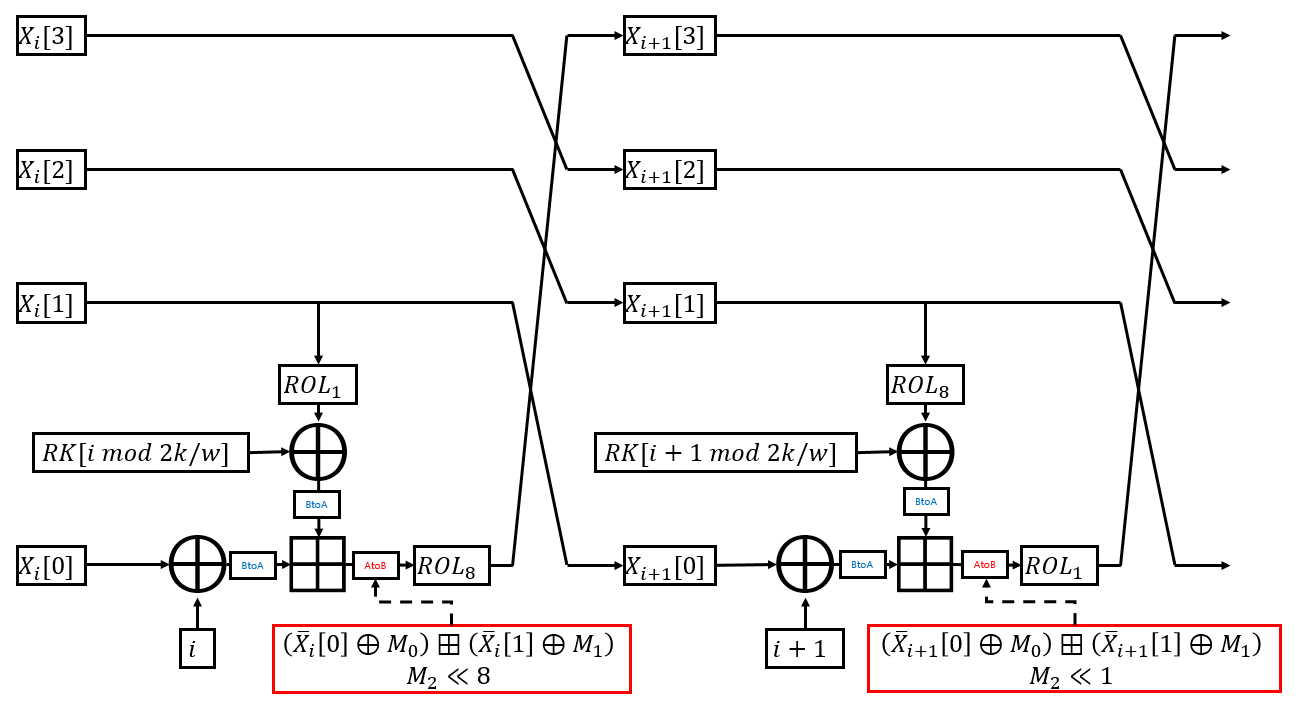 X_i[3]
X_{i+1}[3]
X_i[2]
X_{i+1}[2]
X_i[1]
X_{i+1}[1]
ROL_1
ROL_8
RK[i mod 2k/w]
RK[i + 1 mod 2k/w]
BtoA
BtoA
X_i[0]
BtoA
AtoB
ROL_8
X_{i+1}[0]
BtoA
AtoB
ROL_1
i
(X̄_i[0] ⊕ M_0) ⊞ (X̄_i[1] ⊕ M_1)
M_2 ≪ 8
i + 1
(X̄_{i+1}[0] ⊕ M_0) ⊞ (X̄_{i+1}[1] ⊕ M_1)
M_2 ≪ 1